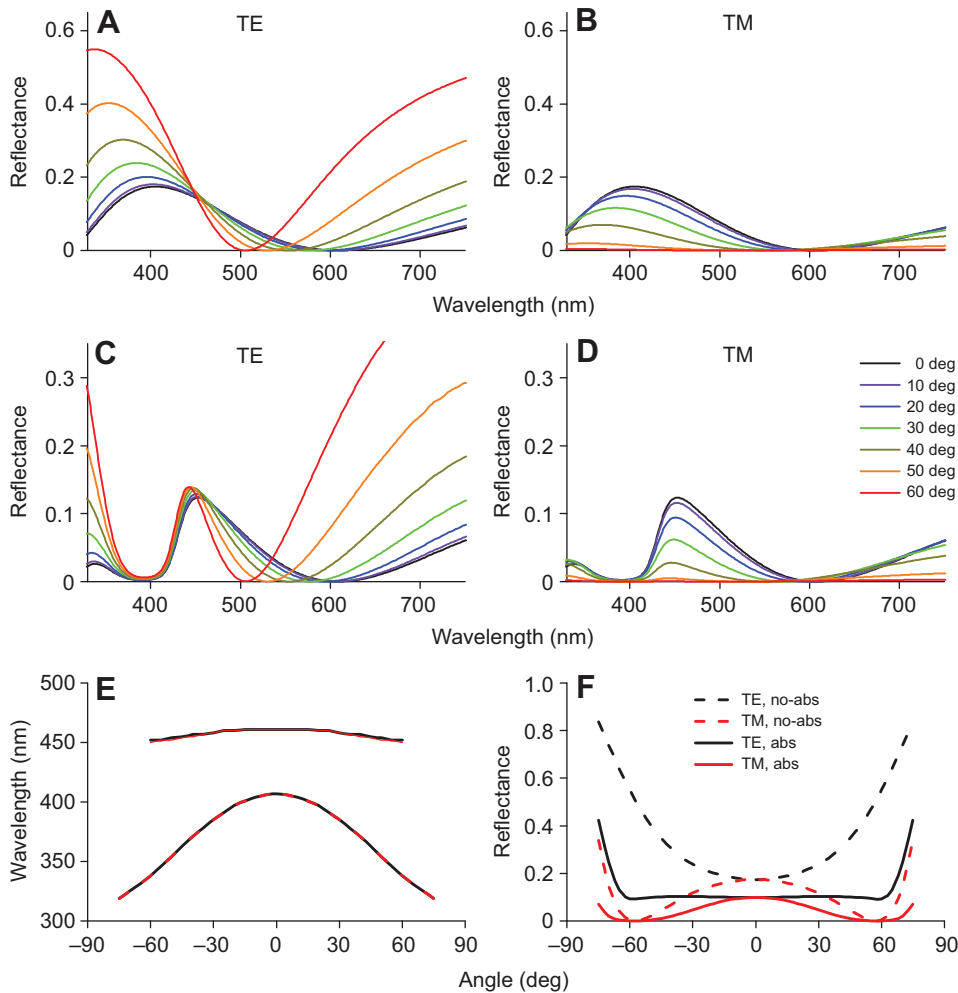 A TE
B TM
0.6
0.4
0.2
0
Reflectance
400 500 600 700
0.6
0.4
0.2
0
Reflectance
400 500 600 700
Wavelength (nm)
Wavelength (nm)
C TE
D TM
0.3
0.2
0.1
0
Reflectance
400 500 600 700
0.3
0.2
0.1
0
Reflectance
400 500 600 700
0 deg
10 deg
20 deg
30 deg
40 deg
50 deg
60 deg
Wavelength (nm)
Wavelength (nm)
E
500
450
400
350
300
Wavelength (nm)
–90 –60 –30 0 30 60 90
F
1.0
0.8
0.6
0.4
0.2
0
Reflectance
TE, no-abs
TM, no-abs
TE, abs
TM, abs
–90 –60 –30 0 30 60 90
Angle (deg)